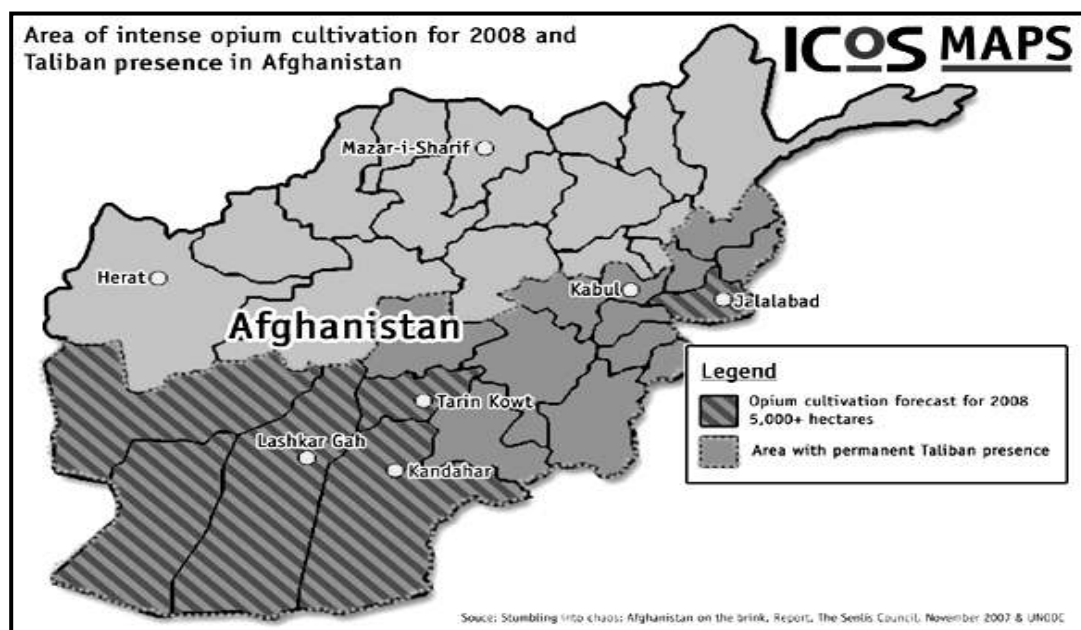 Area of intense opium cultivation for 2008 and
Taliban presence in Afghanistan
ICOS MAPS
Mazar-i-Sharif
Herat
Kabul
Jalalabad
Afghanistan
Tarin Kowt
Lashkar Gah
Kandahar
Legend
Opium cultivation forecast for 2008
5,000+ hectares
Area with permanent Taliban presence
Souce: Stumbling into chaos: Afghanistan on the brink, Report, The Senlis Council, November 2007 & UNODC